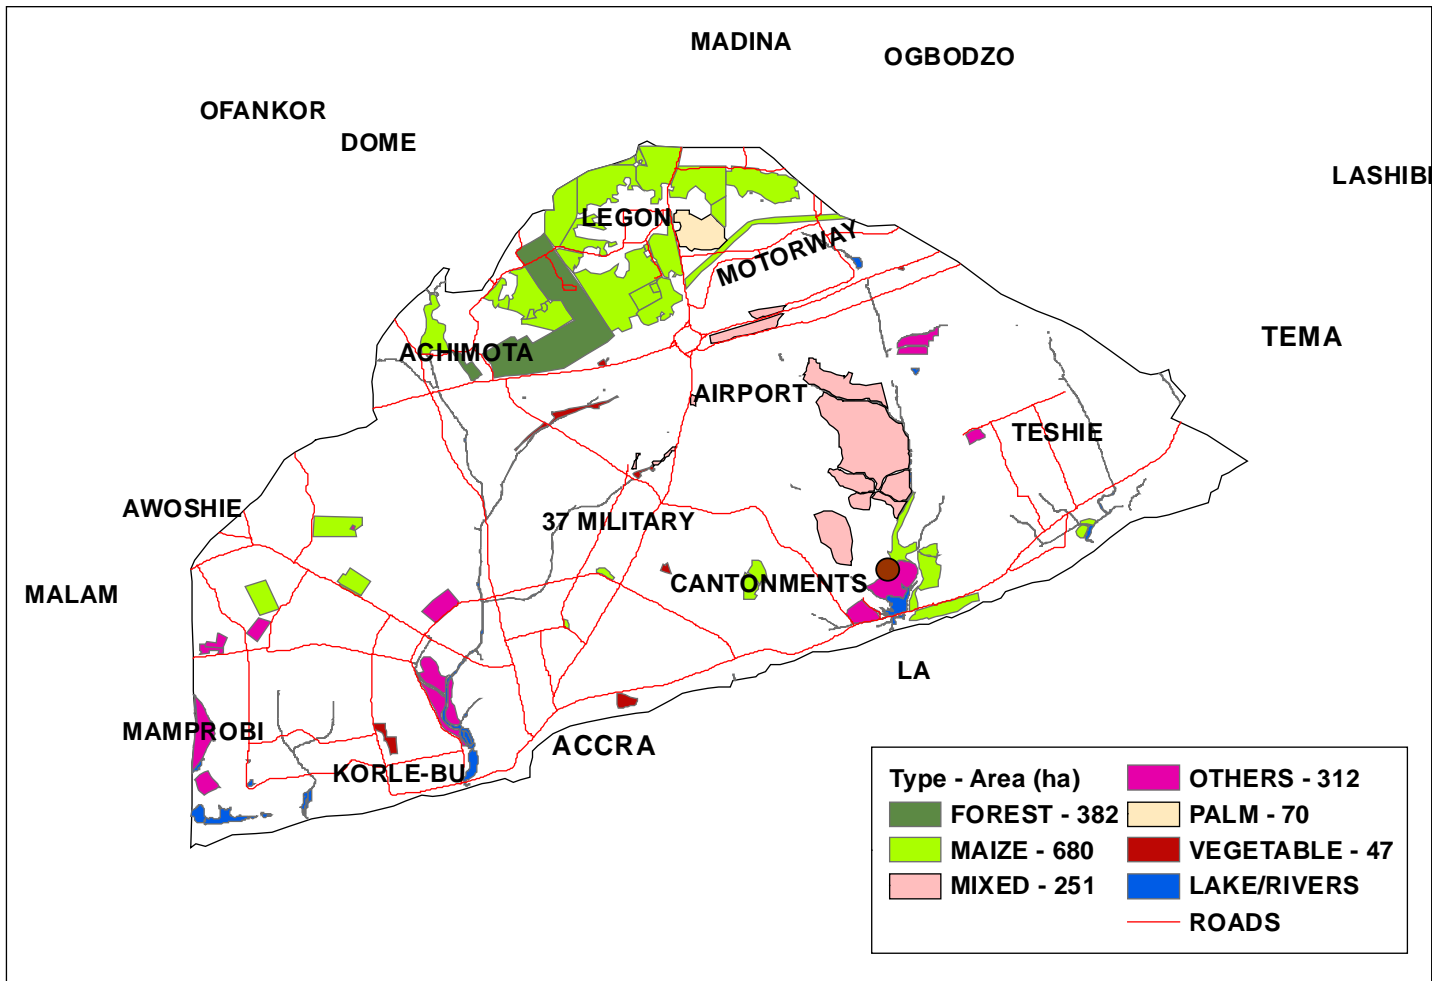 MADINA
OGBODZO
OFANKOR
DOME
LASHIBI
LEGON
MOTORWAY
TEMA
ACHIMOTA
AIRPORT
TESHIE
AWOSHIE
37 MILITARY
CANTONMENTS
MALAM
LA
MAMPROBI
ACCRA
KORLE-BU
Type - Area (ha)
FOREST - 382
MAIZE - 680
MIXED - 251
OTHERS - 312
PALM - 70
VEGETABLE - 47
LAKE/RIVERS
ROADS